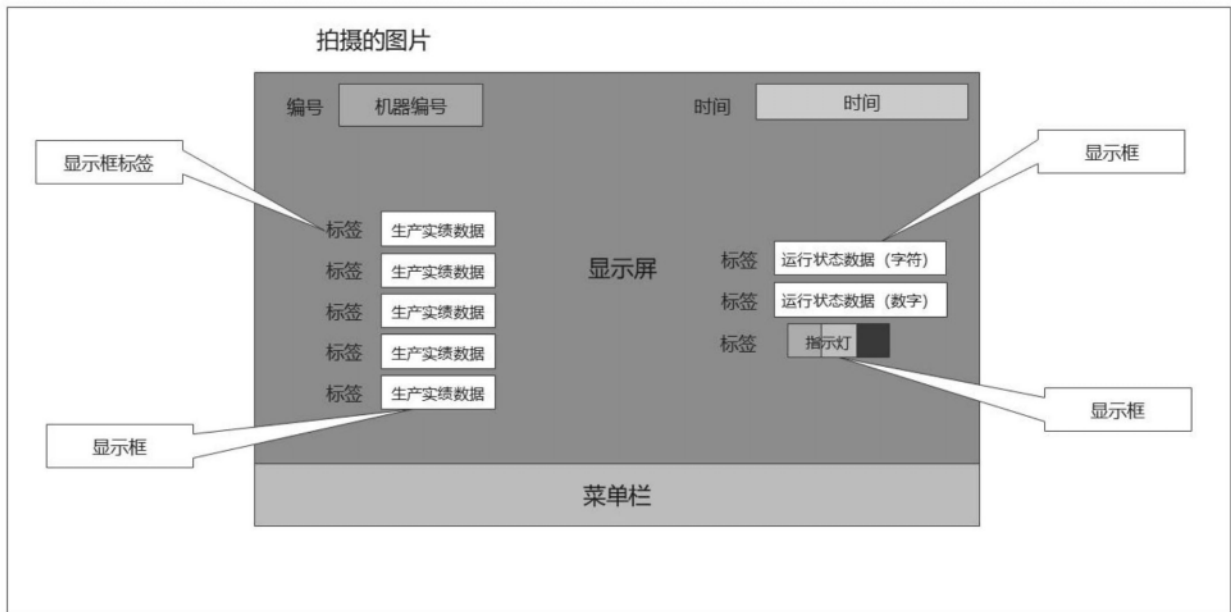 拍摄的图片
编号 机器编号 时间 时间
显示框标签
显示框
标签 生产实绩数据
标签 生产实绩数据
标签 生产实绩数据
标签 生产实绩数据
标签 生产实绩数据
显示屏
标签 运行状态数据（字符）
标签 运行状态数据（数字）
标签 指示灯
显示框
显示框
菜单栏